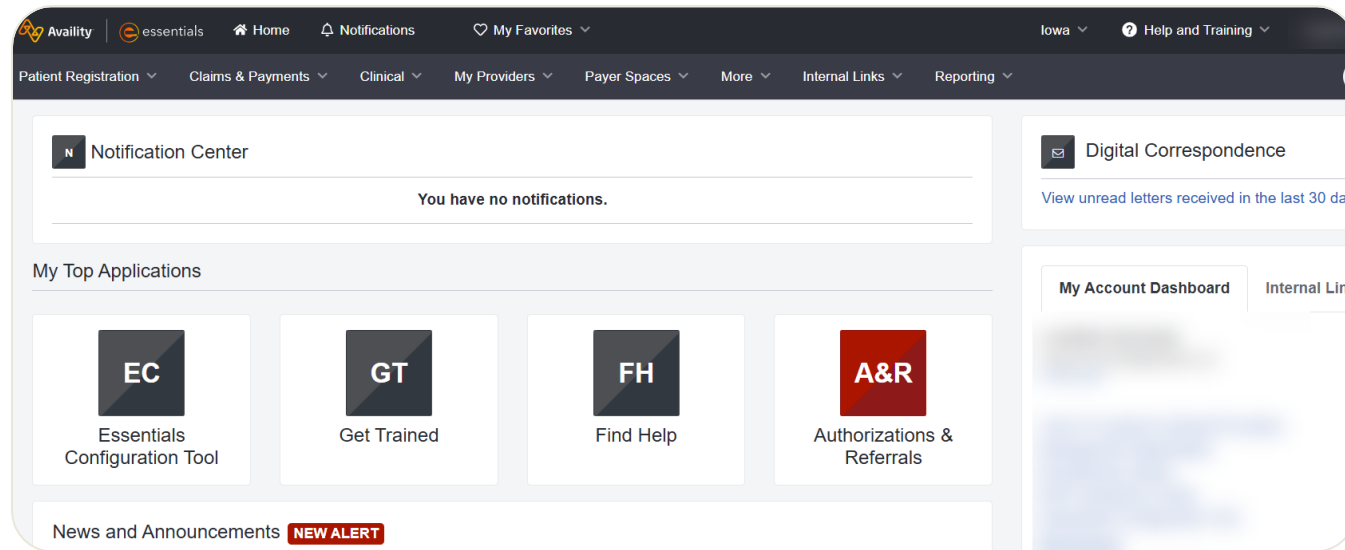 Availity essentials Home Notifications My Favorites Iowa ? Help and Training
Patient Registration Claims & Payments Clinical My Providers Payer Spaces More Internal Links Reporting
N Notification Center
You have no notifications.
Digital Correspondence
View unread letters received in the last 30
My Top Applications
My Account Dashboard Internal
EC
Essentials
Configuration Tool
GT
Get Trained
FH
Find Help
A&R
Authorizations &
Referrals
News and Announcements NEW ALERT